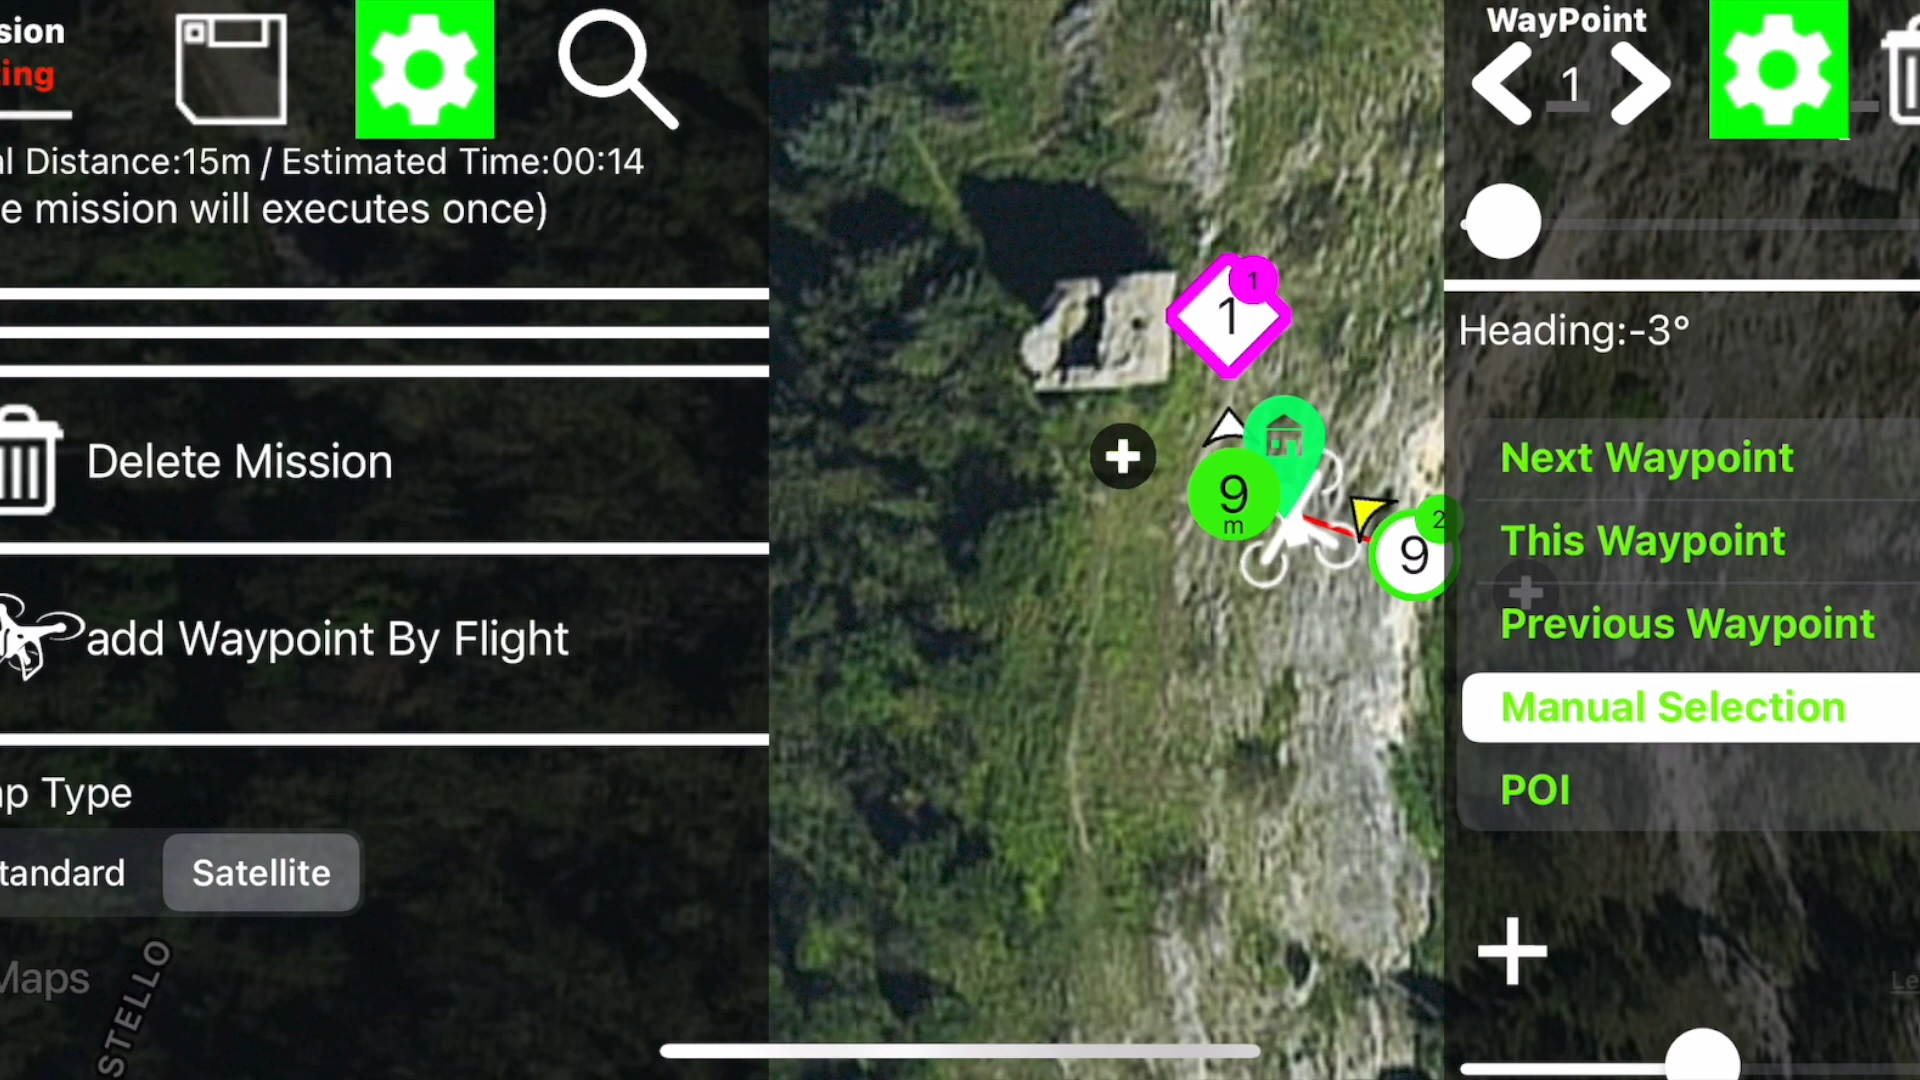 sion
ing
l Distance:15m / Estimated Time:00:14
e mission will executes once)
Delete Mission
add Waypoint By Flight
p Type
tandard
Satellite
Maps
STELLO
1
1
9
m
2
9
WayPoint
1
Heading:-3°
Next Waypoint
This Waypoint
Previous Waypoint
Manual Selection
POI
Le